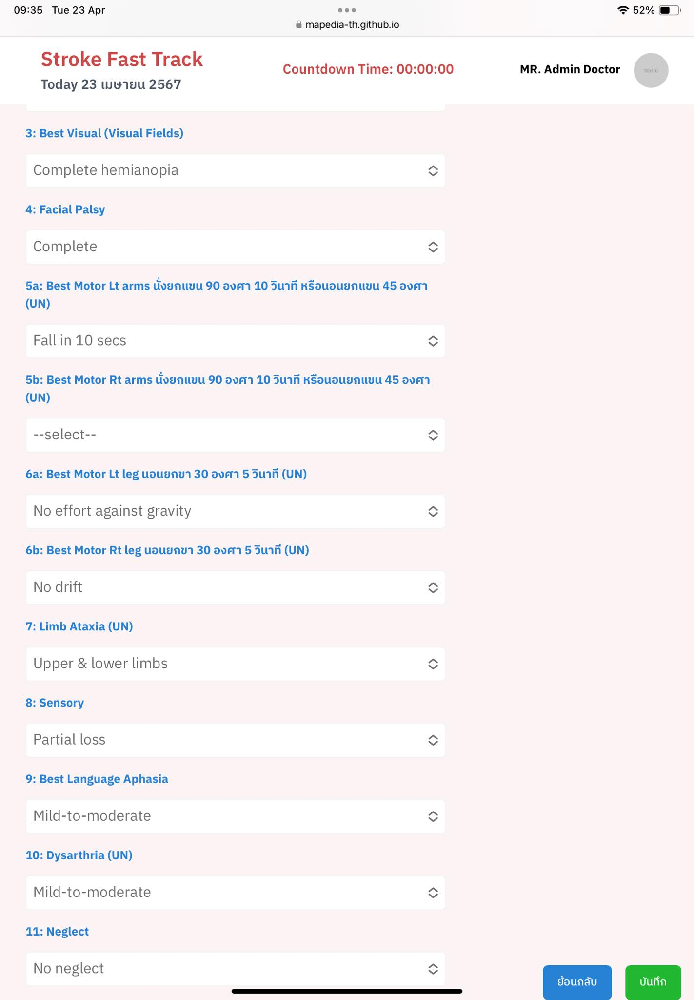 09:35 Tue 23 Apr
52%
mapedia-th.github.io
Stroke Fast Track
Today 23 เมษายน 2567
Countdown Time: 00:00:00
MR. Admin Doctor
100x100
3: Best Visual (Visual Fields)
Complete hemianopia
4: Facial Palsy
Complete
5a: Best Motor Lt arms นั่งยกแขน 90 องศา 10 วินาที หรือนอนยกแขน 45 องศา
(UN)
Fall in 10 secs
5b: Best Motor Rt arms นั่งยกแขน 90 องศา 10 วินาที หรือนอนยกแขน 45 องศา
(UN)
--select--
6a: Best Motor Lt leg นอนยกขา 30 องศา 5 วินาที (UN)
No effort against gravity
6b: Best Motor Rt leg นอนยกขา 30 องศา 5 วินาที (UN)
No drift
7: Limb Ataxia (UN)
Upper & lower limbs
8: Sensory
Partial loss
9: Best Language Aphasia
Mild-to-moderate
10: Dysarthria (UN)
Mild-to-moderate
11: Neglect
No neglect
ย้อนกลับ
บันทึก